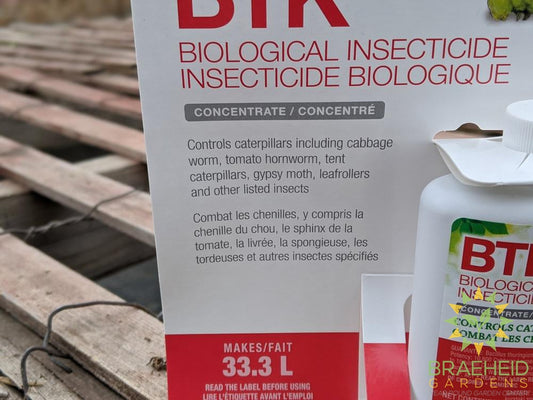 BTK
BIOLOGICAL INSECTICIDE
INSECTICIDE BIOLOGIQUE
CONCENTRATE / CONCENTRÉ
Controls caterpillars including cabbage
worm, tomato hornworm, tent
caterpillars, gypsy moth, leafrollers
and other listed insects
Combat les chenilles, y compris la
chenille du chou, le sphinx de la
tomate, la livrée, la spongieuse, les
tordeuses et autres insectes spécifiés
MAKES/FAIT
33.3 L
READ THE LABEL BEFORE USING
LIRE L'ÉTIQUETTE AVANT L'EMPLOI
BT
BIOLOGI
INSECTICI
CONCENTRATE/
CONTROLS CAT
COMBAT LES CH
BRAEHEID
GARDENS